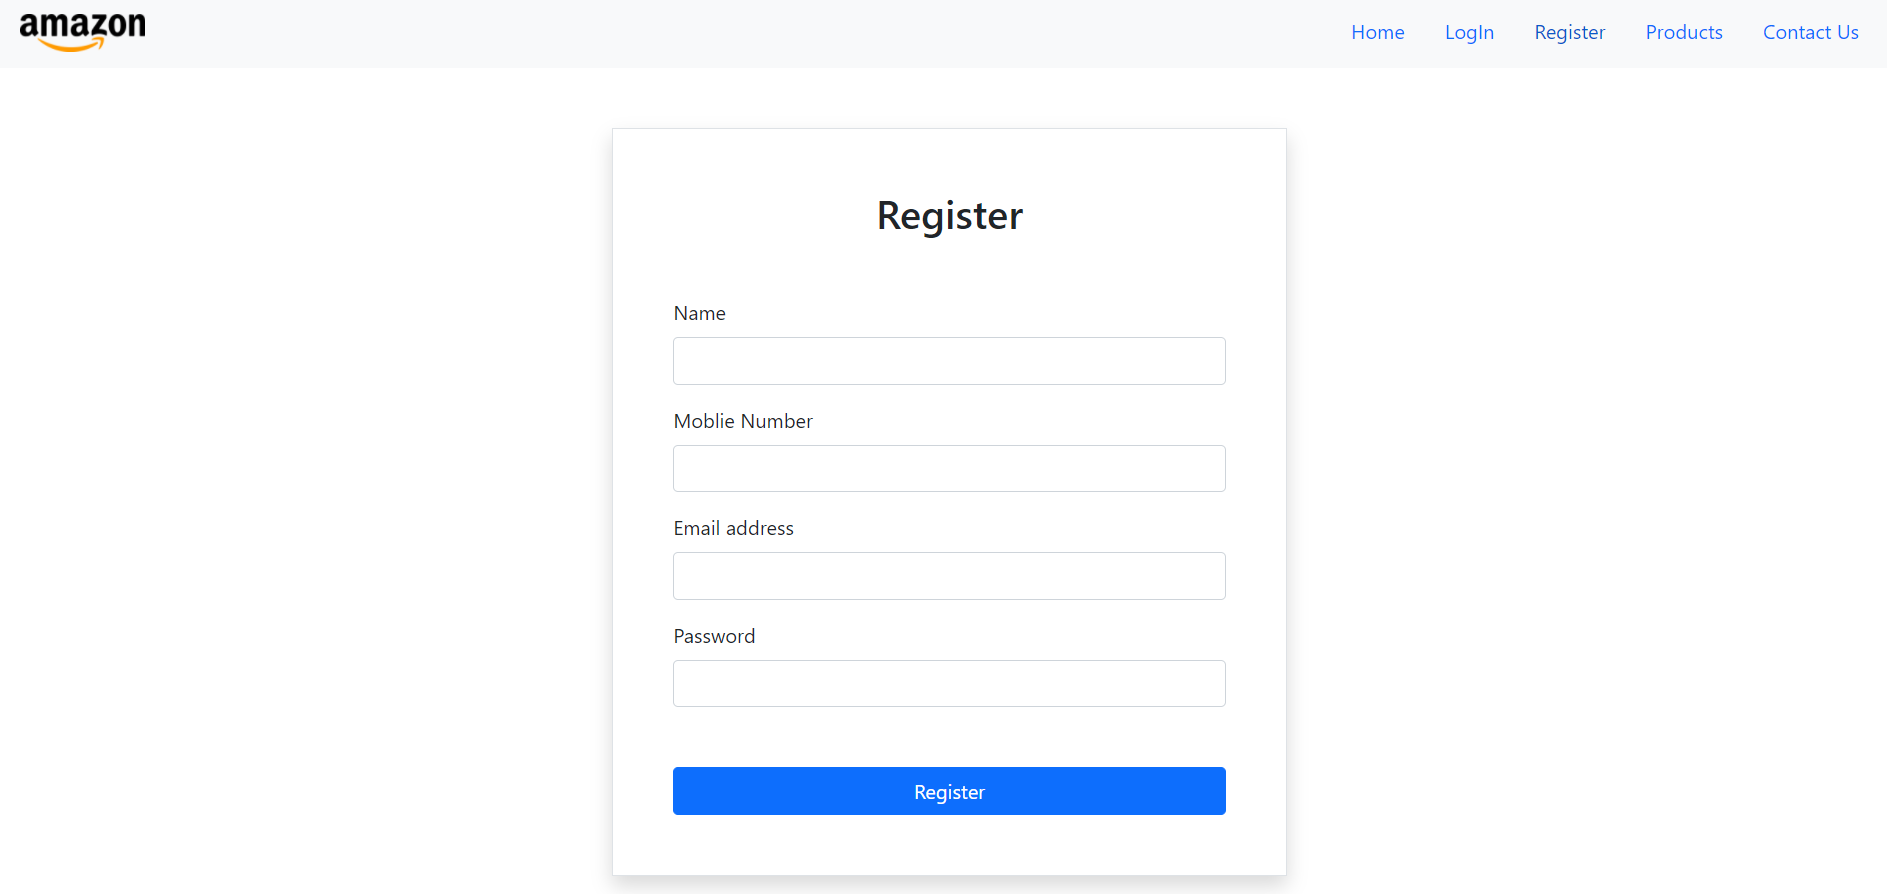 amazon
Home LogIn Register Products Contact Us
Register
Name
Moblie Number
Email address
Password
Register